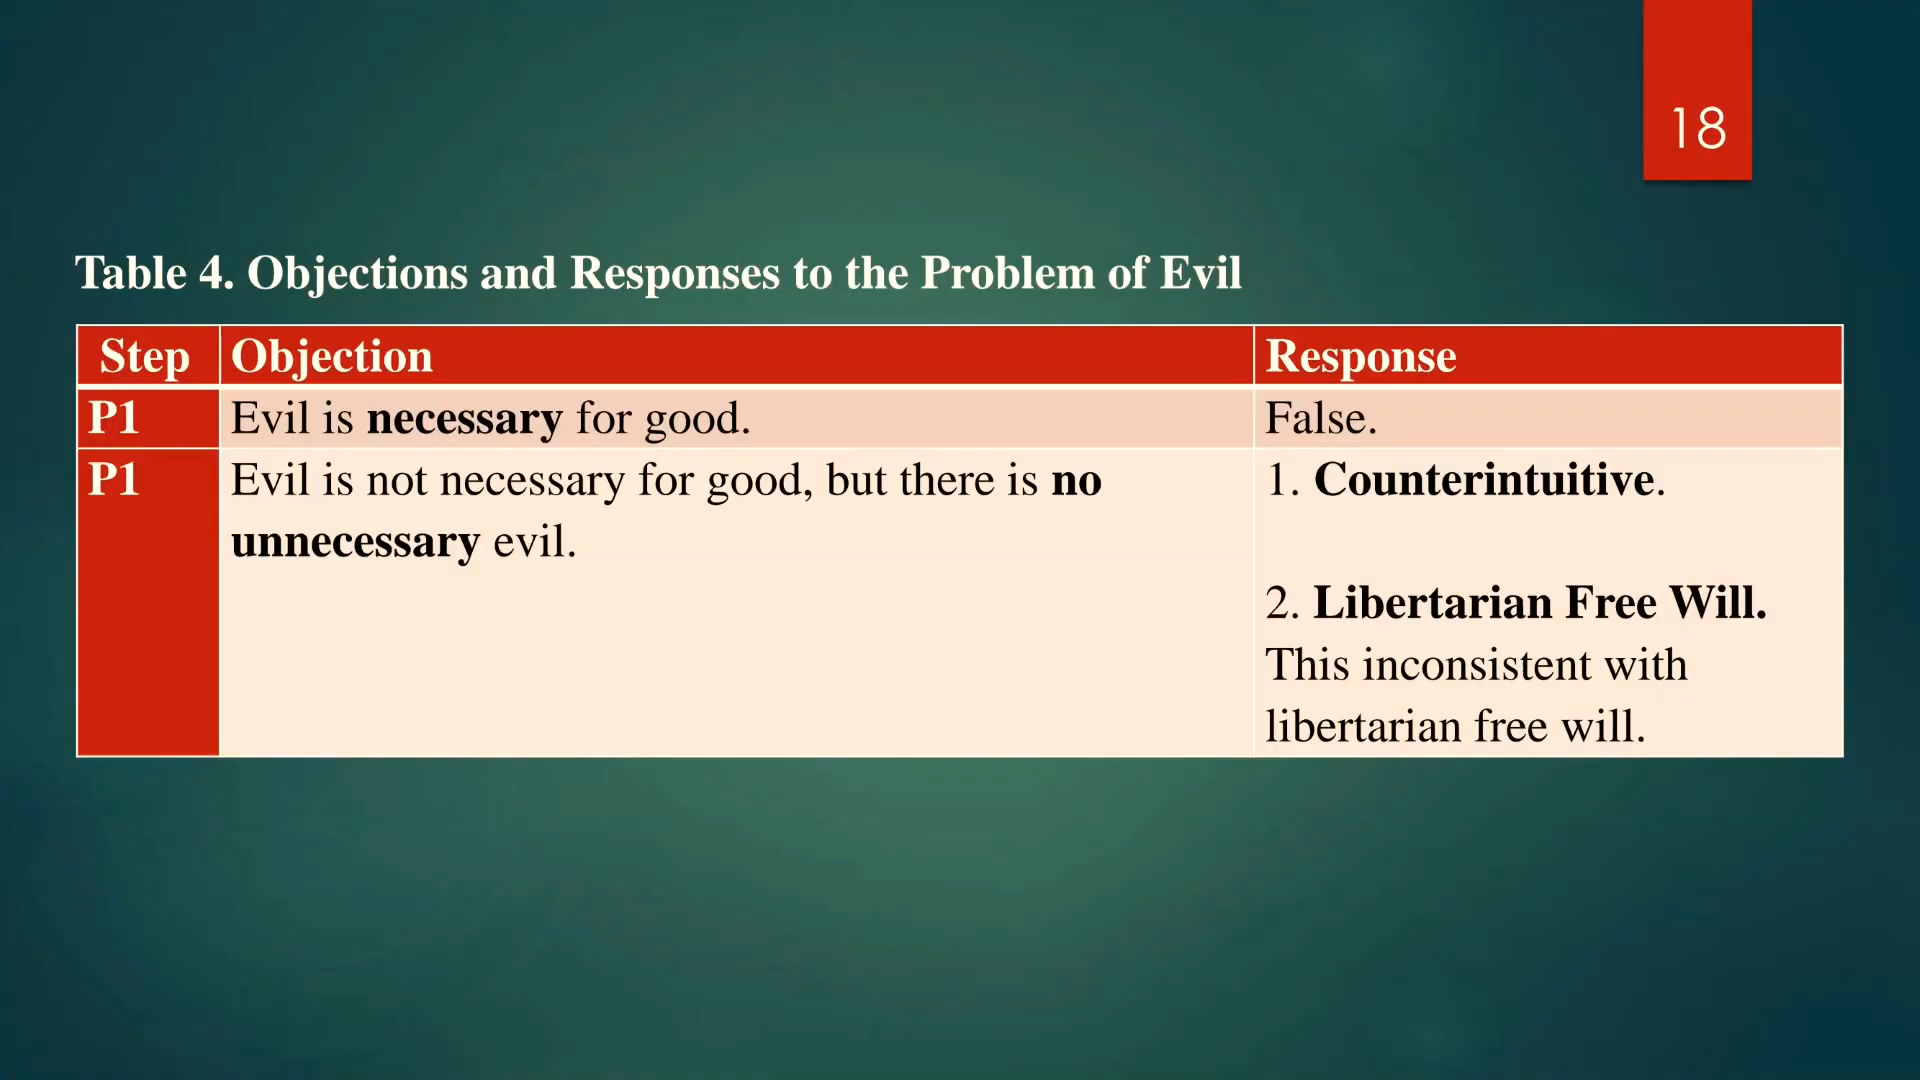 18
Table 4. Objections and Responses to the Problem of Evil
Step Objection Response
P1 Evil is necessary for good. False.
P1 Evil is not necessary for good, but there is no 1. Counterintuitive.
unnecessary evil.
2. Libertarian Free Will.
This inconsistent with
libertarian free will.